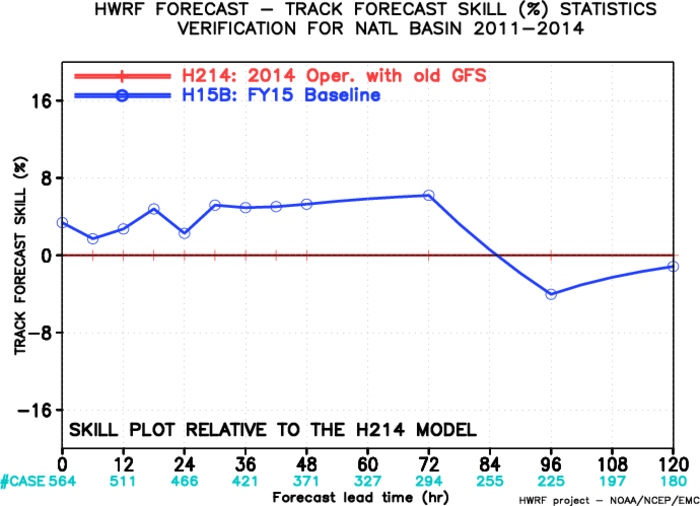 HWRF FORECAST – TRACK FORECAST SKILL (%) STATISTICS
VERIFICATION FOR NATL BASIN 2011–2014
H214: 2014 Oper. with old GFS
H15B: FY15 Baseline
16
8
0
–8
–16
TRACK FORECAST SKILL (%)
SKILL PLOT RELATIVE TO THE H214 MODEL
0 12 24 36 48 60 72 84 96 108 120
#CASE 564 511 466 421 371 327 294 255 225 197 180
Forecast lead time (hr)
HWRF project – NOAA/NCEP/EMC